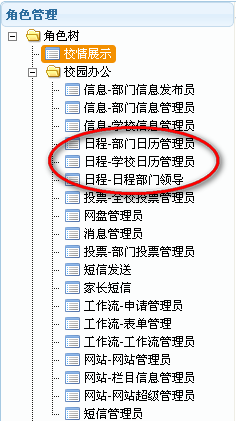 角色管理
角色树
校情展示
校园办公
信息-部门信息发布员
信息-部门信息管理员
信息-学校信息管理员
日程-部门日历管理员
日程-学校日历管理员
日程-日程部门领导
投票-全校投票管理员
网盘管理员
消息管理员
投票-部门投票管理员
短信发送
家长短信
工作流-申请管理员
工作流-表单管理
工作流-工作流管理员
网站-网站管理员
网站-栏目信息管理员
网站-网站超级管理员
短信管理员